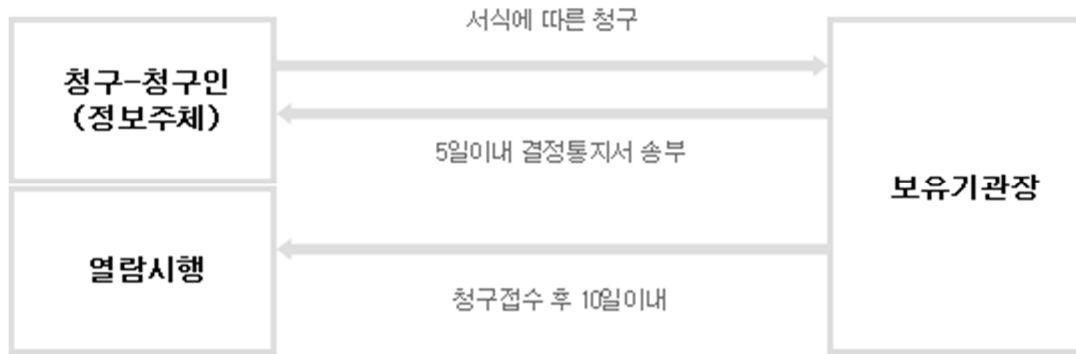 서식에 따른 청구
청구-청구인
(정보주체)
5일이내 결정통지서 송부
보유기관장
열람시행
청구접수 후 10일이내